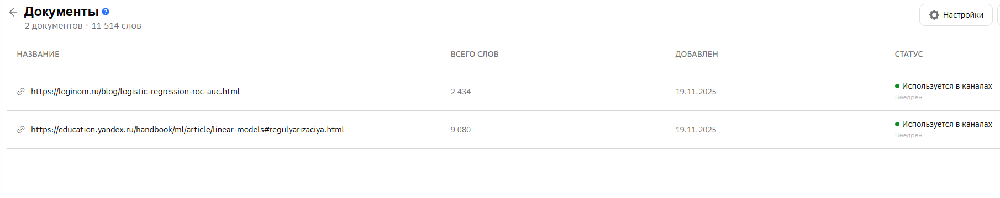 Документы ?
2 документов • 11 514 слов
Настройки
НАЗВАНИЕ ВСЕГО СЛОВ ДОБАВЛЕН СТАТУС
https://loginom.ru/blog/logistic-regression-roc-auc.html 2 434 19.11.2025 Используется в каналах
Внедрён
https://education.yandex.ru/handbook/ml/article/linear-models#regulyarizaciya.html 9 080 19.11.2025 Используется в каналах
Внедрён